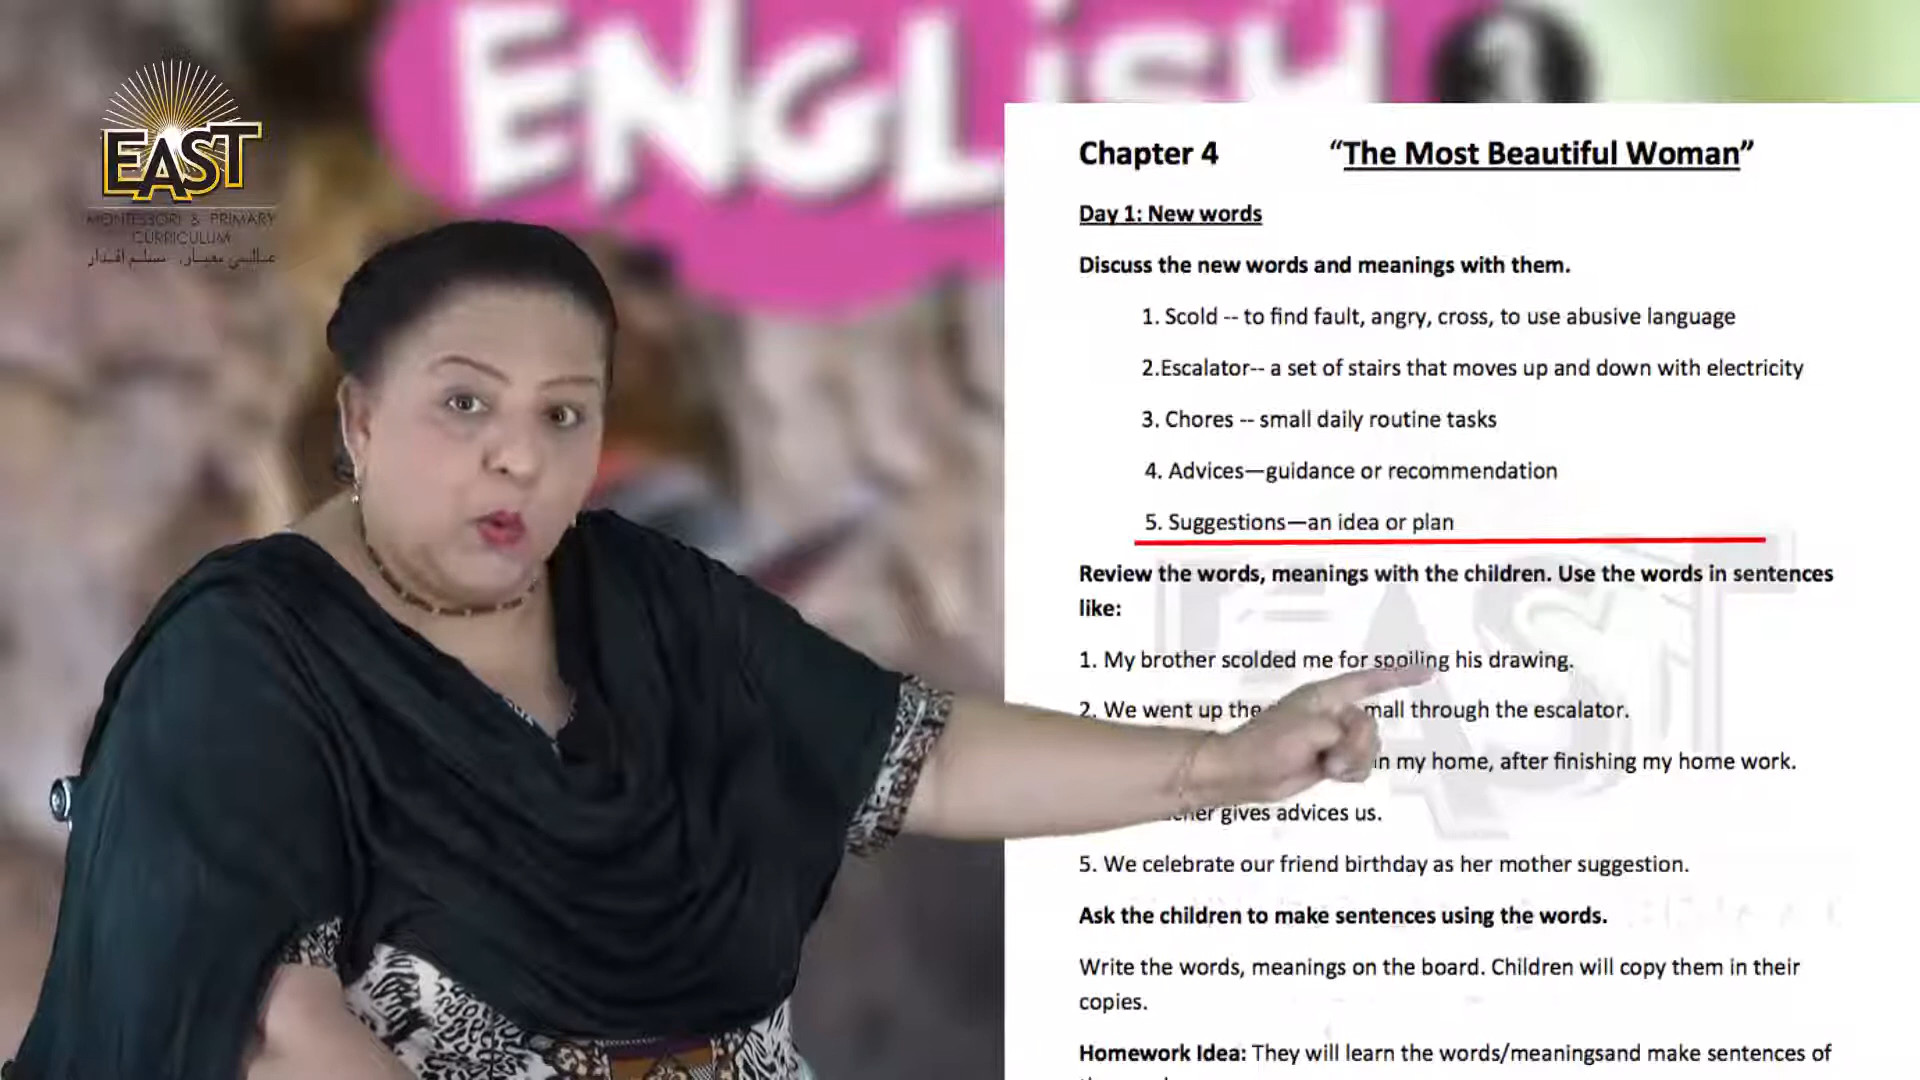 ENGLISH
EAST
MONTESSORI & PRIMARY
CURRICULUM
Chapter 4 “The Most Beautiful Woman”
Day 1: New words
Discuss the new words and meanings with them.
1. Scold -- to find fault, angry, cross, to use abusive language
2.Escalator-- a set of stairs that moves up and down with electricity
3. Chores -- small daily routine tasks
4. Advices—guidance or recommendation
5. Suggestions—an idea or plan
Review the words, meanings with the children. Use the words in sentences
like:
1. My brother scolded me for spoiling his drawing.
2. We went up the mall through the escalator.
in my home, after finishing my home work.
gives advices us.
5. We celebrate our friend birthday as her mother suggestion.
Ask the children to make sentences using the words.
Write the words, meanings on the board. Children will copy them in their
copies.
Homework Idea: They will learn the words/meaningsand make sentences of